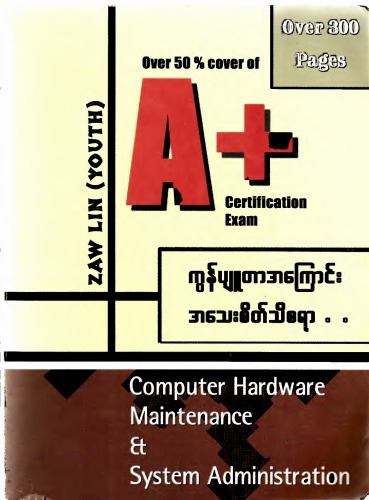 Over 300
Pages
Over 50 % cover of
A+
Certification
Exam
ZAW LIN (YOUTH)
ကွန်ပျူတာအကြောင်း
အသေးစိတ်သိစရာ . .
Computer Hardware
Maintenance
&
System Administration